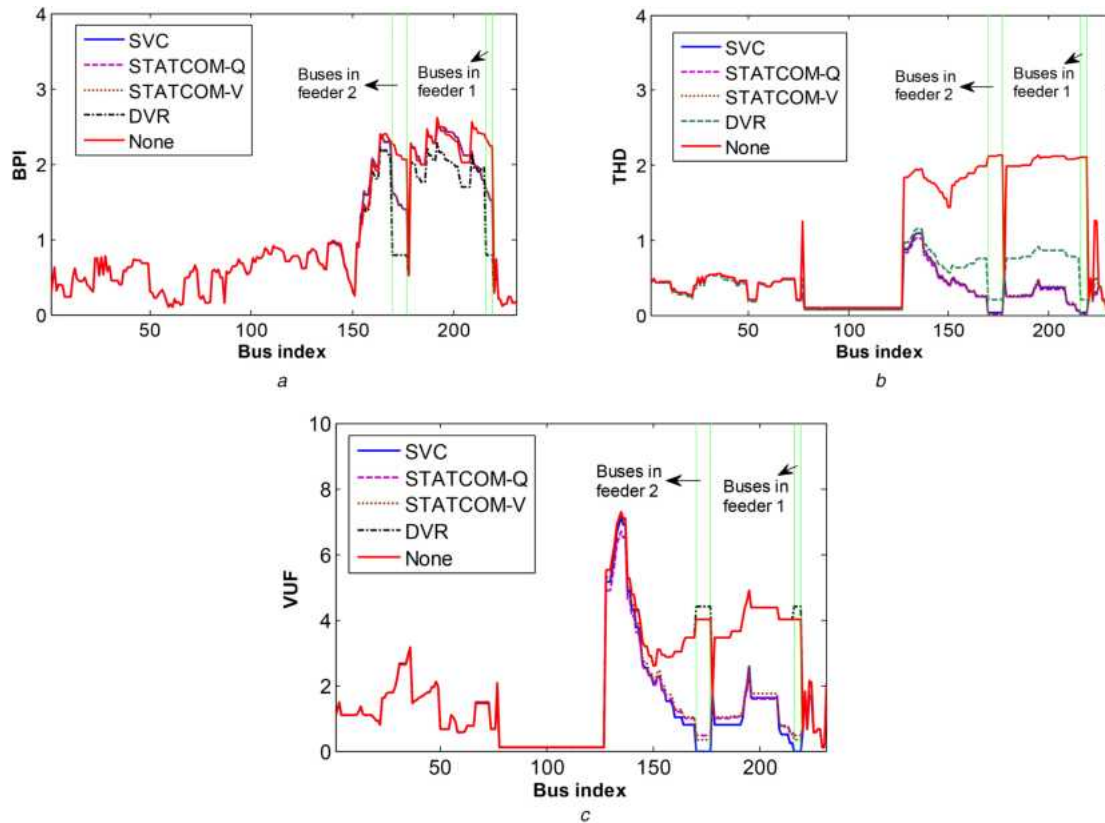 4
3
2
1
0
BPI
SVC
STATCOM-Q
STATCOM-V
DVR
None
Buses in
feeder 2
Buses in
feeder 1
50
100
150
200
Bus index
a
4
3
2
1
0
THD
SVC
STATCOM-Q
STATCOM-V
DVR
None
Buses in
feeder 2
Buses in
feeder 1
50
100
150
200
Bus index
b
10
8
6
4
2
0
VUF
SVC
STATCOM-Q
STATCOM-V
DVR
None
Buses in
feeder 2
Buses in
feeder 1
50
100
150
200
Bus index
c